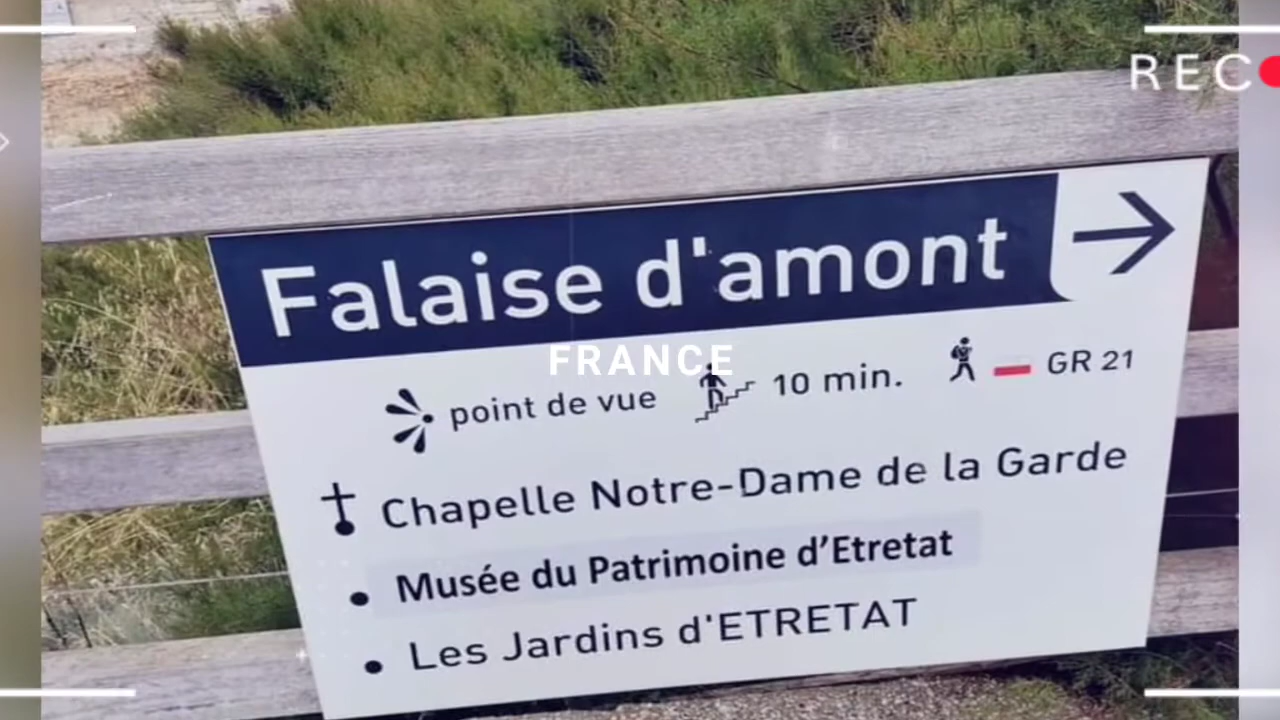 REC
Falaise d'amont
FRANCE
point de vue 10 min. GR 21
Chapelle Notre-Dame de la Garde
Musée du Patrimoine d’Etretat
Les Jardins d'ETRETAT